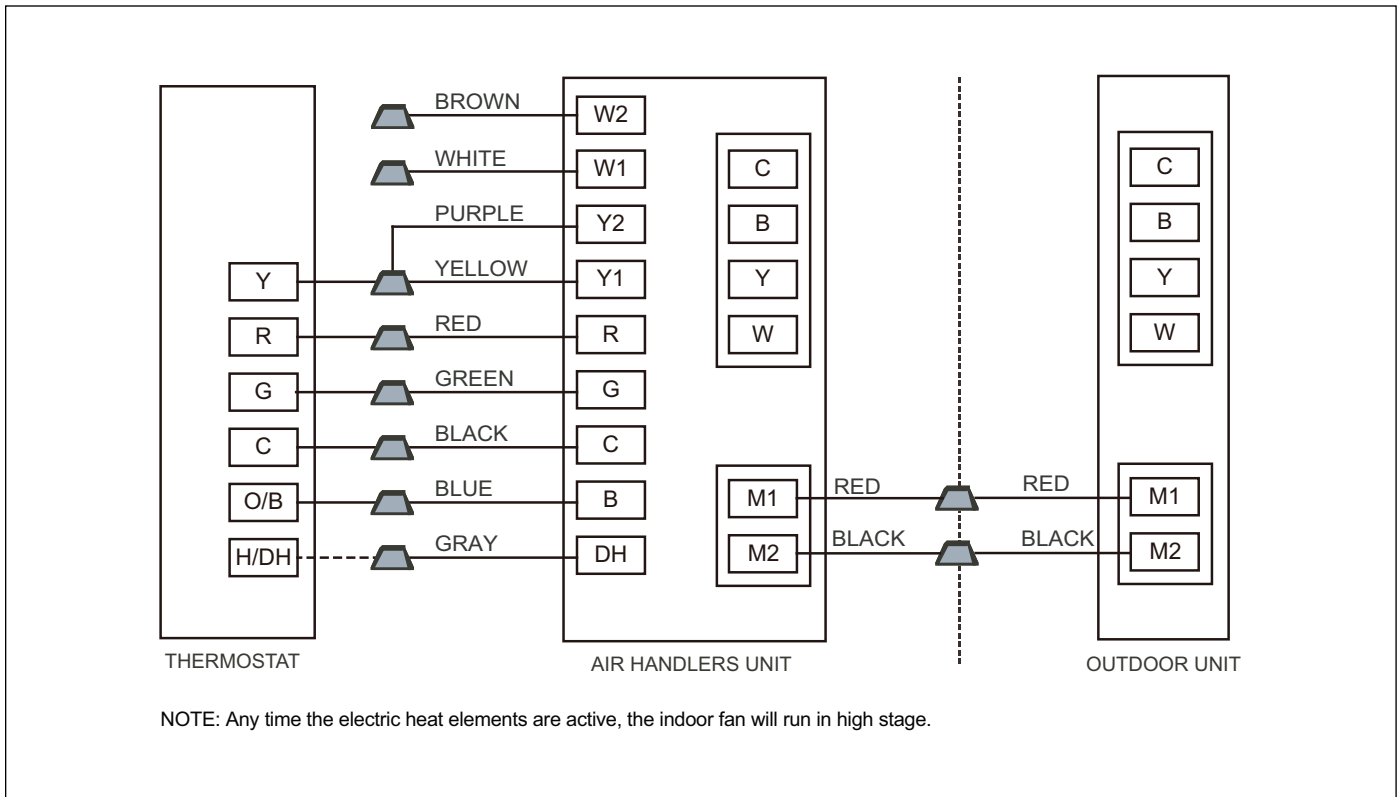 BROWN
W2
WHITE
W1
C
C
PURPLE
Y2
B
B
Y
YELLOW
Y1
Y
Y
R
RED
R
W
W
G
GREEN
G
C
BLACK
C
O/B
BLUE
B
M1
RED
RED
M1
H/DH
GRAY
DH
M2
BLACK
BLACK
M2
THERMOSTAT
AIR HANDLERS UNIT
OUTDOOR UNIT
NOTE: Any time the electric heat elements are active, the indoor fan will run in high stage.